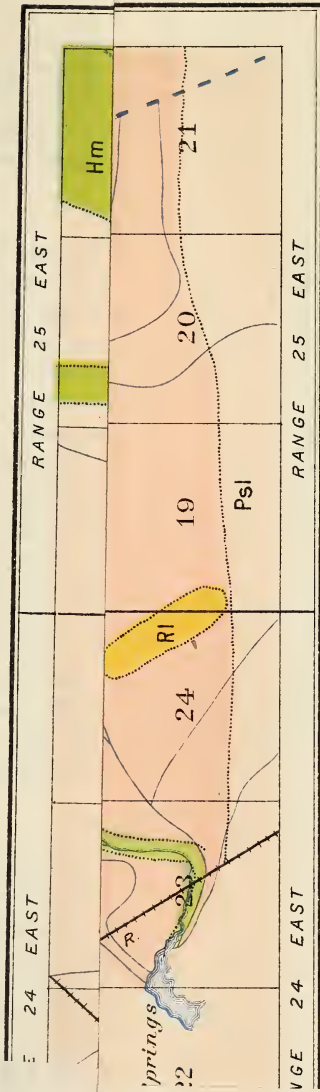 Hm
21
RANGE 25 EAST
20
RANGE 25 EAST
19
Psl
Rl
24
24 EAST
23
R.
24 EAST
prings
22